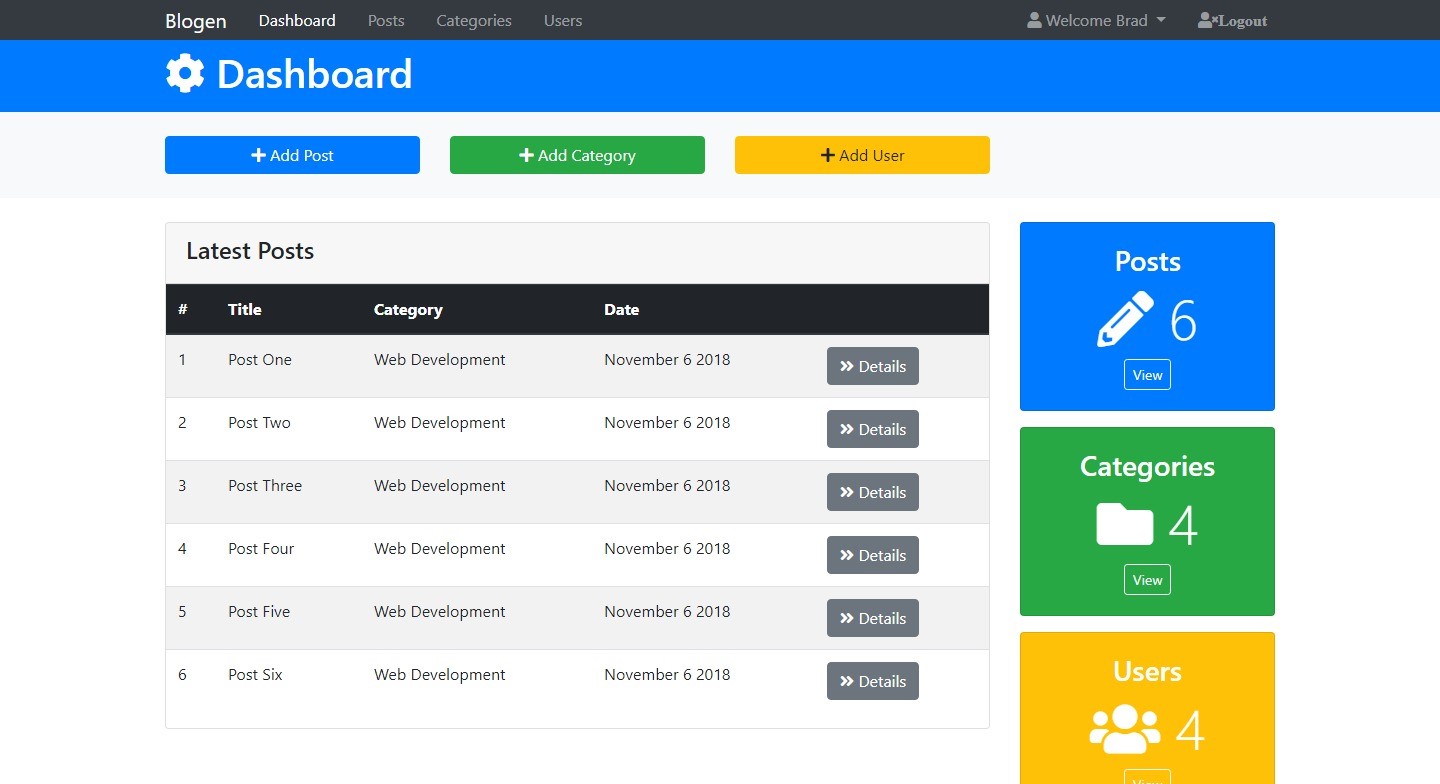 Blogen Dashboard Posts Categories Users Welcome Brad Logout
Dashboard
Add Post Add Category Add User
Latest Posts
# Title Category Date
1 Post One Web Development November 6 2018 Details
2 Post Two Web Development November 6 2018 Details
3 Post Three Web Development November 6 2018 Details
4 Post Four Web Development November 6 2018 Details
5 Post Five Web Development November 6 2018 Details
6 Post Six Web Development November 6 2018 Details
Posts
6
View
Categories
4
View
Users
4
View